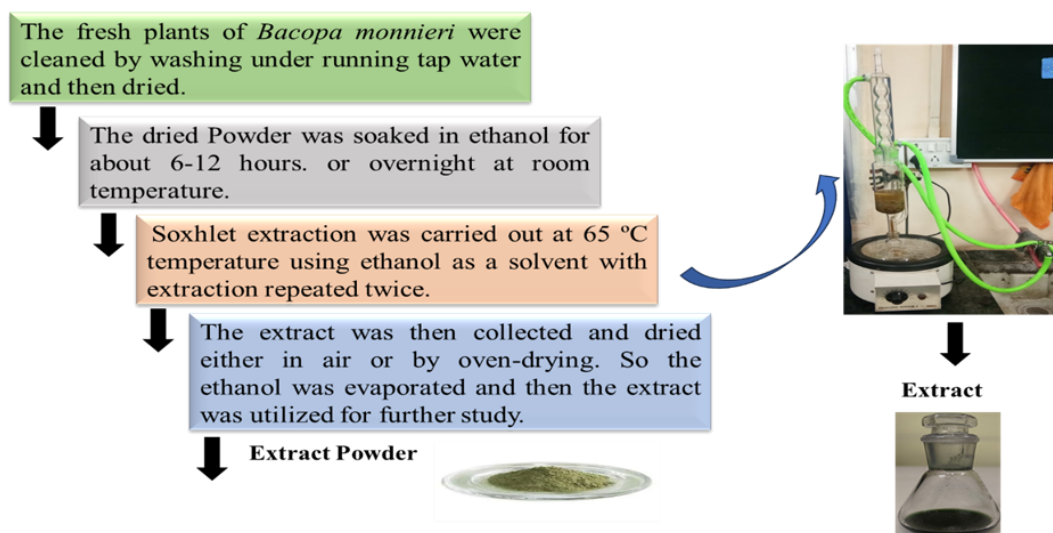 The fresh plants of Bacopa monnieri were
cleaned by washing under running tap water
and then dried.
The dried Powder was soaked in ethanol for
about 6-12 hours. or overnight at room
temperature.
Soxhlet extraction was carried out at 65 ºC
temperature using ethanol as a solvent with
extraction repeated twice.
The extract was then collected and dried
either in air or by oven-drying. So the
ethanol was evaporated and then the extract
was utilized for further study.
Extract Powder
Extract